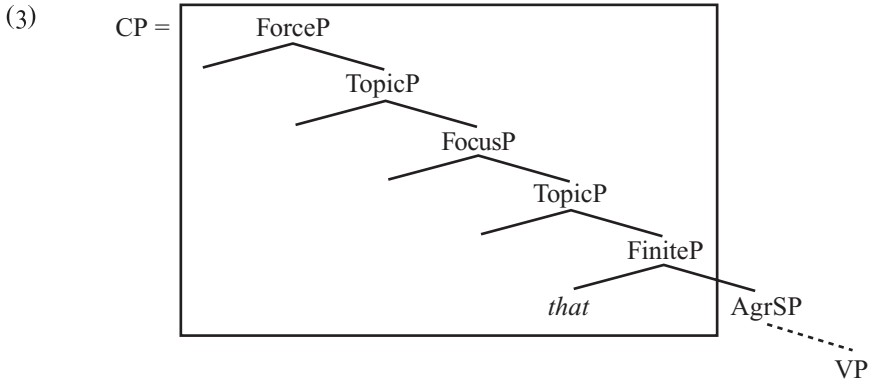 (3) CP = ForceP
TopicP
FocusP
TopicP
FiniteP
that AgrSP
VP